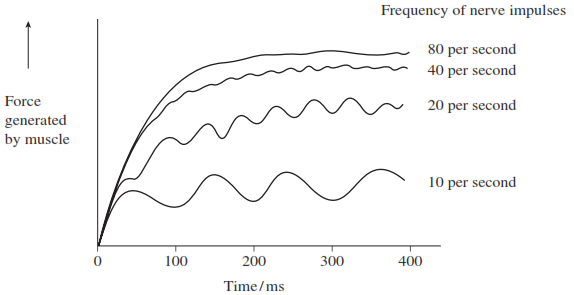 Frequency of nerve impulses
80 per second
40 per second
Force
generated
by muscle
20 per second
10 per second
0 100 200 300 400
Time/ms